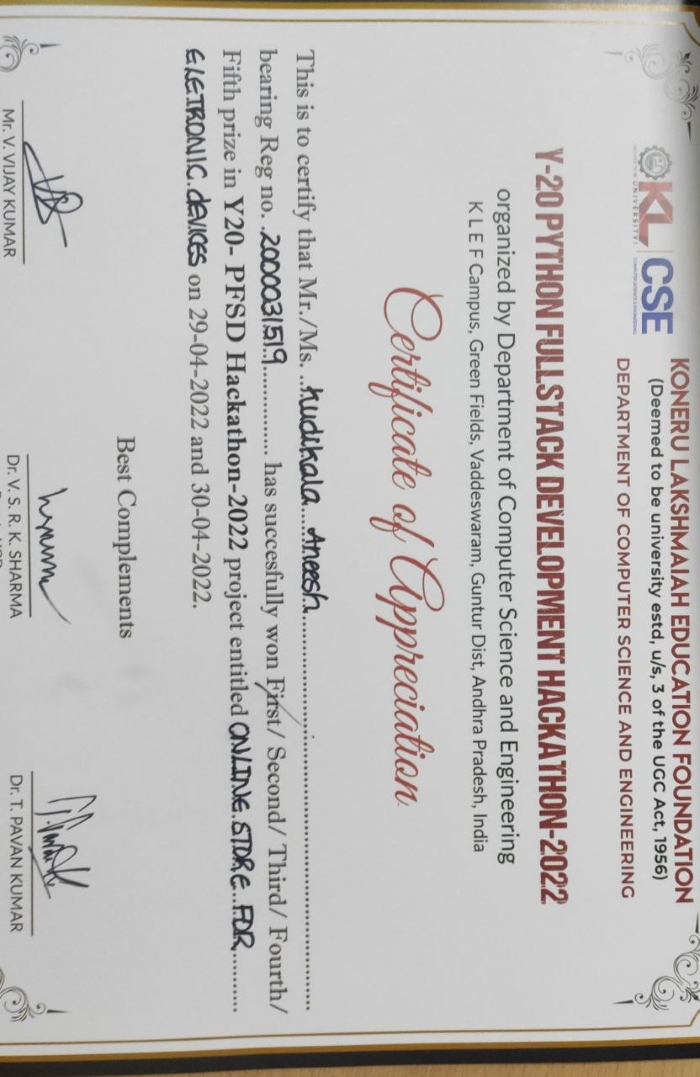 KL CSE
UNIVERSITY
COMPUTER SCIENCE & ENGINEERING
KONERU LAKSHMAIAH EDUCATION FOUNDATION
(Deemed to be university estd, u/s, 3 of the UGC Act, 1956)
DEPARTMENT OF COMPUTER SCIENCE AND ENGINEERING
Y-20 PYTHON FULLSTACK DEVELOPMENT HACKATHON-2022
organized by Department of Computer Science and Engineering
K L E F Campus, Green Fields, Vaddeswaram, Guntur Dist, Andhra Pradesh, India
Certificate of Appreciation
This is to certify that Mr./Ms. Kudikala Aneesh
bearing Reg no. 2000031519 has succesfully won First/ Second/ Third/ Fourth/
Fifth prize in Y20- PFSD Hackathon-2022 project entitled ONLINE STORE FOR
ELETRONIC devices on 29-04-2022 and 30-04-2022.
Best Complements
Mr. V. VIJAY KUMAR
Dr. V. S. R. K. SHARMA
Dr. T. PAVAN KUMAR